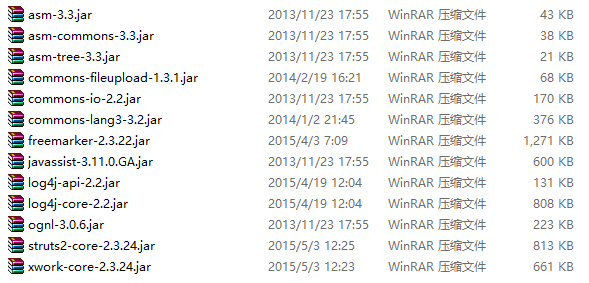 asm-3.3.jar 2013/11/23 17:55 WinRAR 压缩文件 43 KB
asm-commons-3.3.jar 2013/11/23 17:55 WinRAR 压缩文件 38 KB
asm-tree-3.3.jar 2013/11/23 17:55 WinRAR 压缩文件 21 KB
commons-fileupload-1.3.1.jar 2014/2/19 16:21 WinRAR 压缩文件 68 KB
commons-io-2.2.jar 2013/11/23 17:55 WinRAR 压缩文件 170 KB
commons-lang3-3.2.jar 2014/1/2 21:45 WinRAR 压缩文件 376 KB
freemarker-2.3.22.jar 2015/4/3 7:09 WinRAR 压缩文件 1,271 KB
javassist-3.11.0.GA.jar 2013/11/23 17:55 WinRAR 压缩文件 600 KB
log4j-api-2.2.jar 2015/4/19 12:04 WinRAR 压缩文件 131 KB
log4j-core-2.2.jar 2015/4/19 12:04 WinRAR 压缩文件 808 KB
ognl-3.0.6.jar 2013/11/23 17:55 WinRAR 压缩文件 223 KB
struts2-core-2.3.24.jar 2015/5/3 12:25 WinRAR 压缩文件 813 KB
xwork-core-2.3.24.jar 2015/5/3 12:23 WinRAR 压缩文件 661 KB